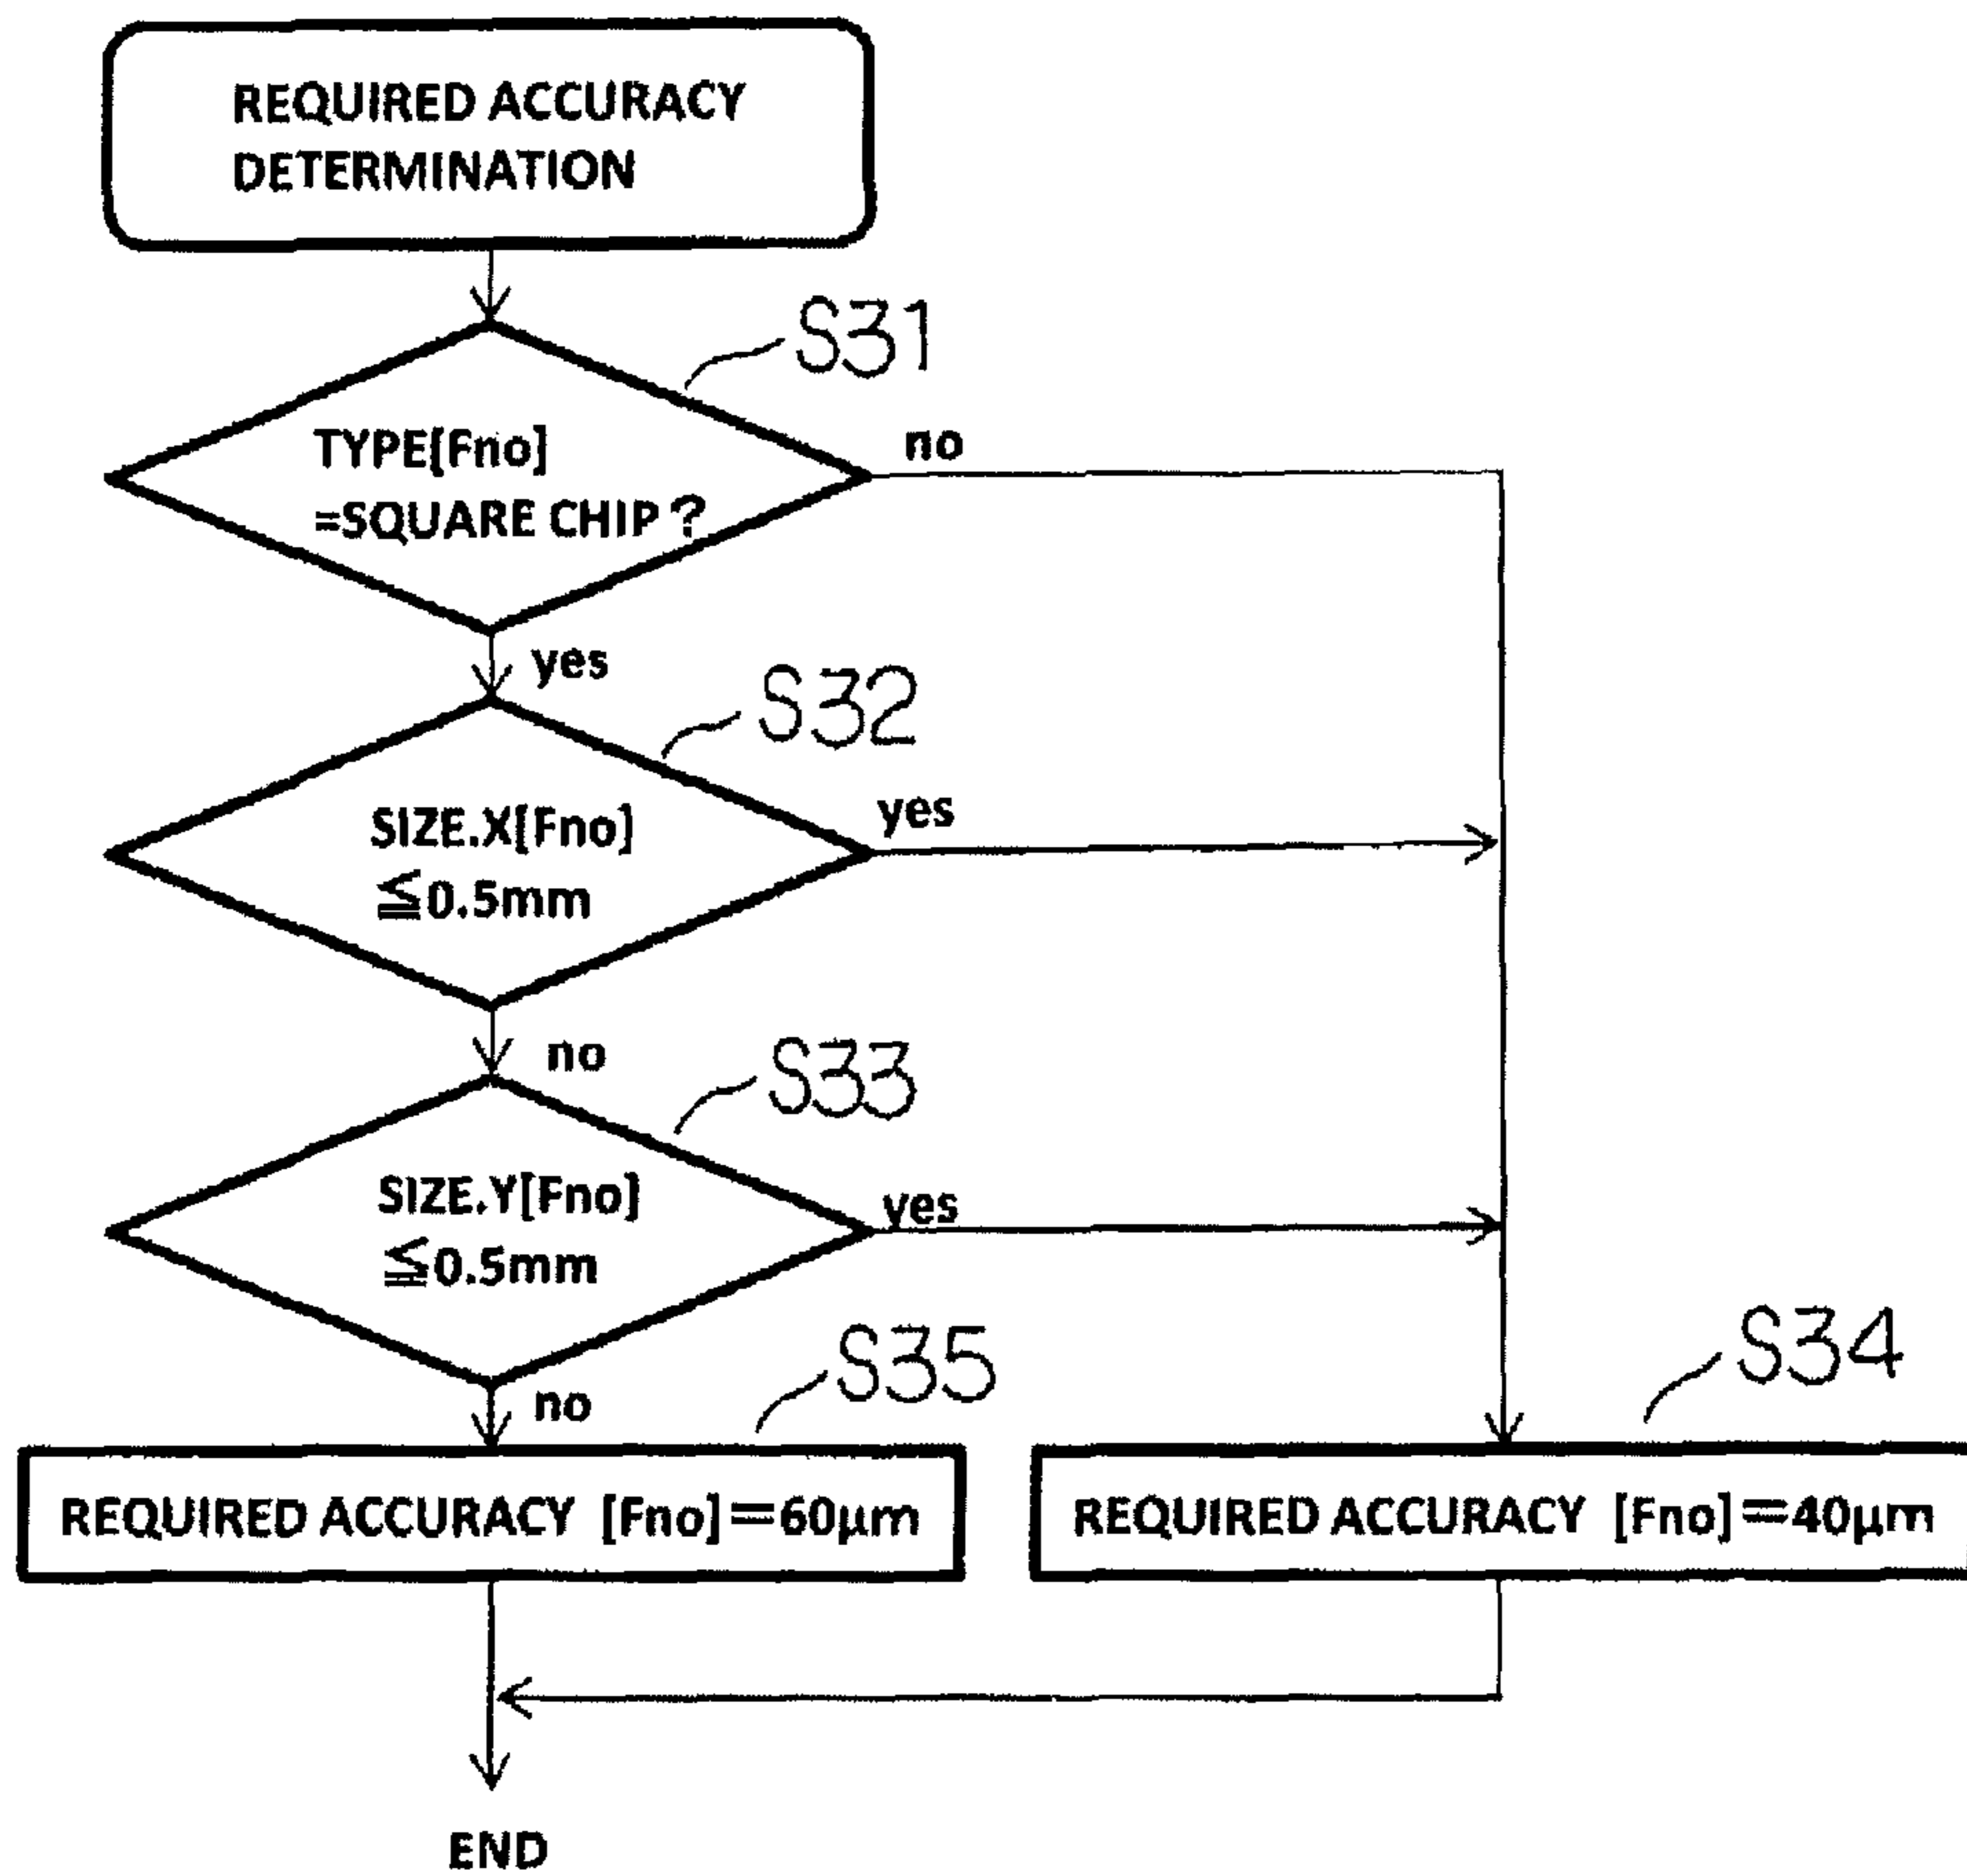 REQUIRED ACCURACY
DETERMINATION
S31
TYPE[Fno]
=SQUARE CHIP ?
no
yes
S32
SIZE.X[Fno]
≦0.5mm
yes
no
S33
SIZE.Y[Fno]
≦0.5mm
yes
no
S35
S34
REQUIRED ACCURACY [Fno]=60μm
REQUIRED ACCURACY [Fno]=40μm
END